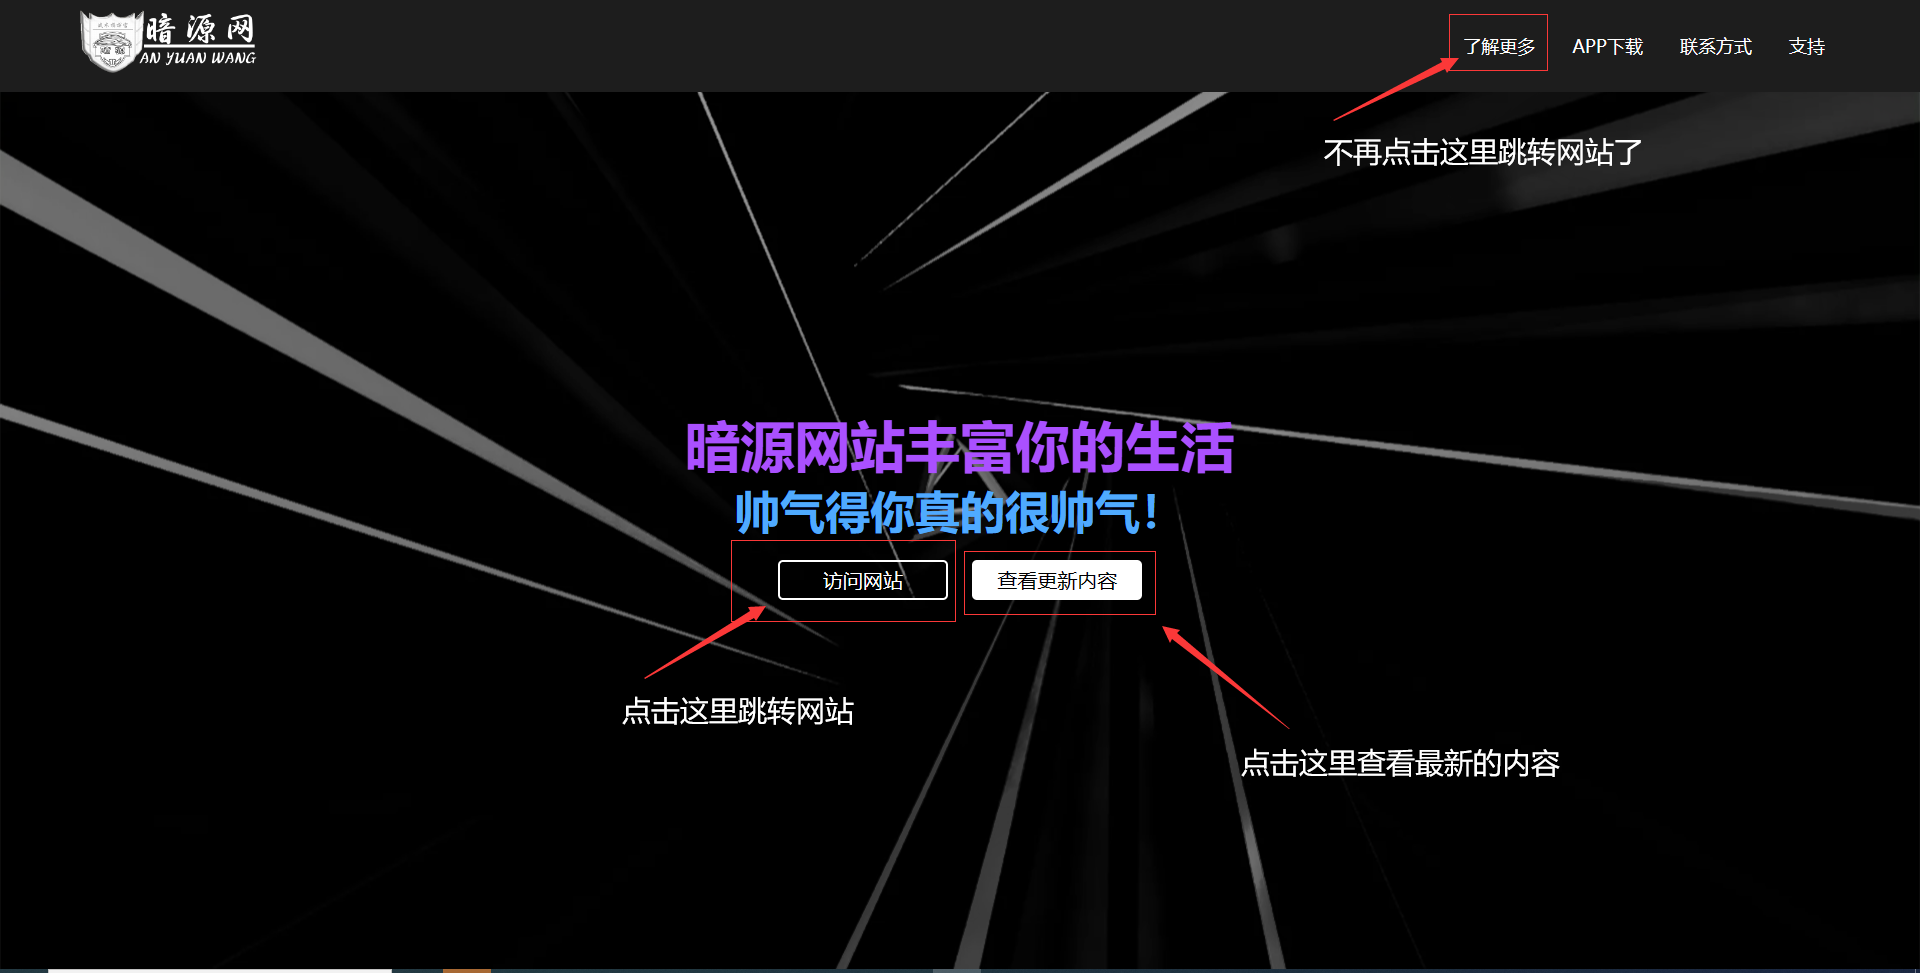 暗源网
AN YUAN WANG
了解更多 APP下载 联系方式 支持
不再点击这里跳转网站了
暗源网站丰富你的生活
帅气得你真的很帅气！
访问网站 查看更新内容
点击这里跳转网站
点击这里查看最新的内容